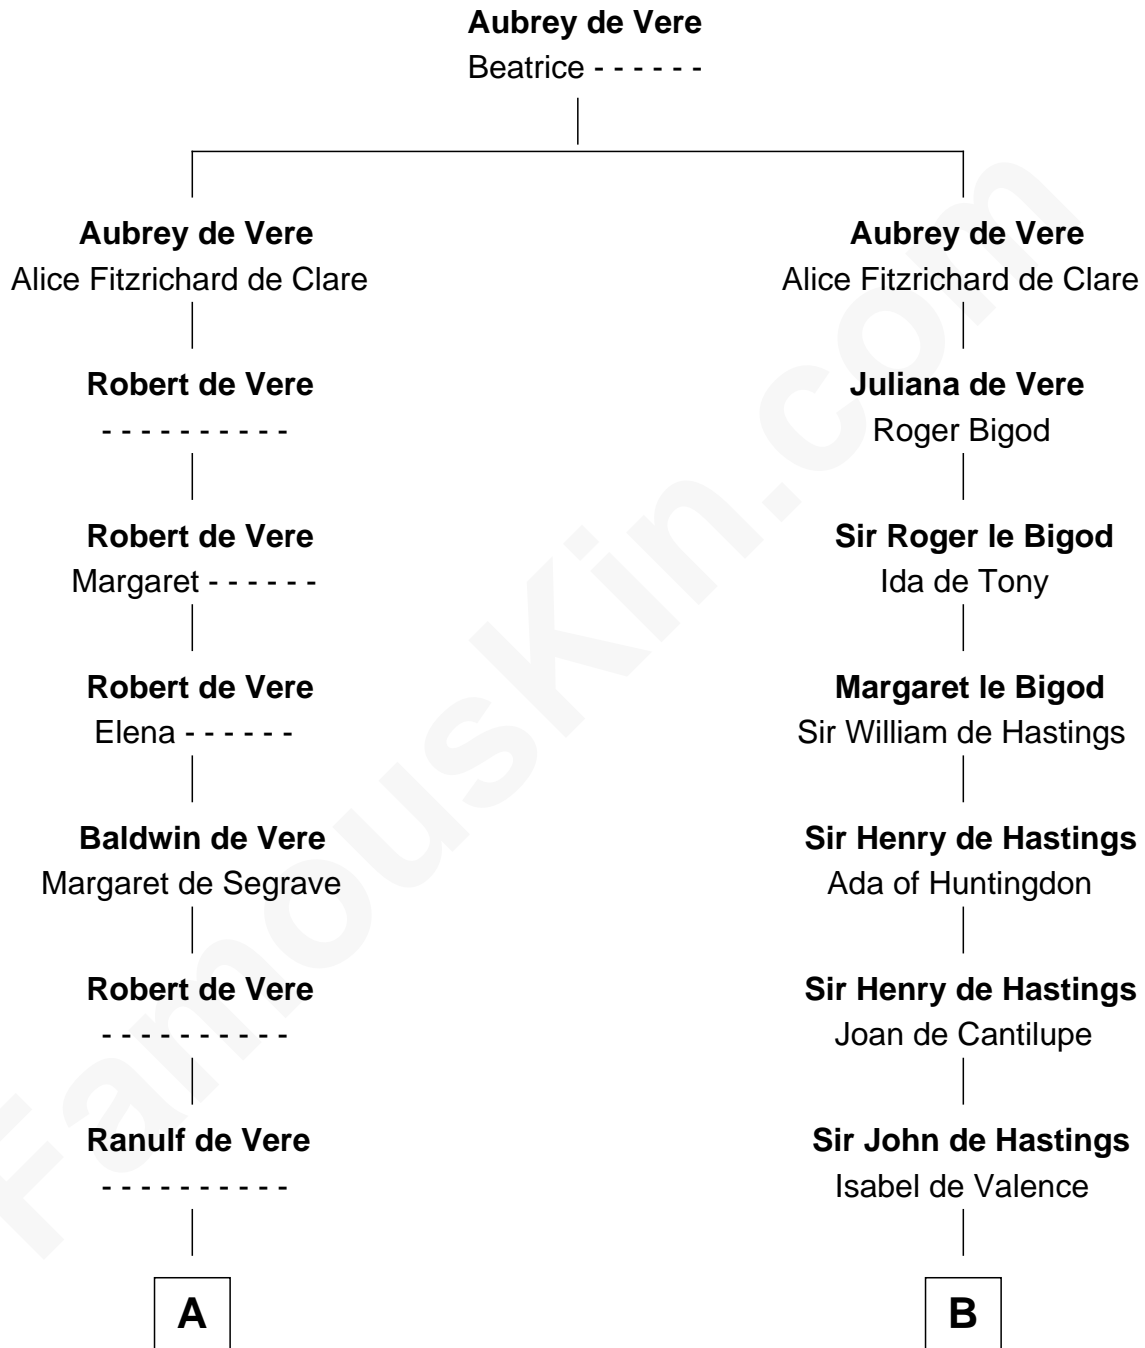 Aubrey de Vere
Beatrice - - - - - -
Aubrey de Vere
Alice Fitzrichard de Clare
Aubrey de Vere
Alice Fitzrichard de Clare
Robert de Vere
- - - - - - - - - -
Juliana de Vere
Roger Bigod
Robert de Vere
Margaret - - - - - -
Sir Roger le Bigod
Ida de Tony
Robert de Vere
Elena - - - - - -
Margaret le Bigod
Sir William de Hastings
Baldwin de Vere
Margaret de Segrave
Sir Henry de Hastings
Ada of Huntingdon
Robert de Vere
- - - - - - - - - -
Sir Henry de Hastings
Joan de Cantilupe
Ranulf de Vere
- - - - - - - - - -
Sir John de Hastings
Isabel de Valence
A
B
FamousKin.com